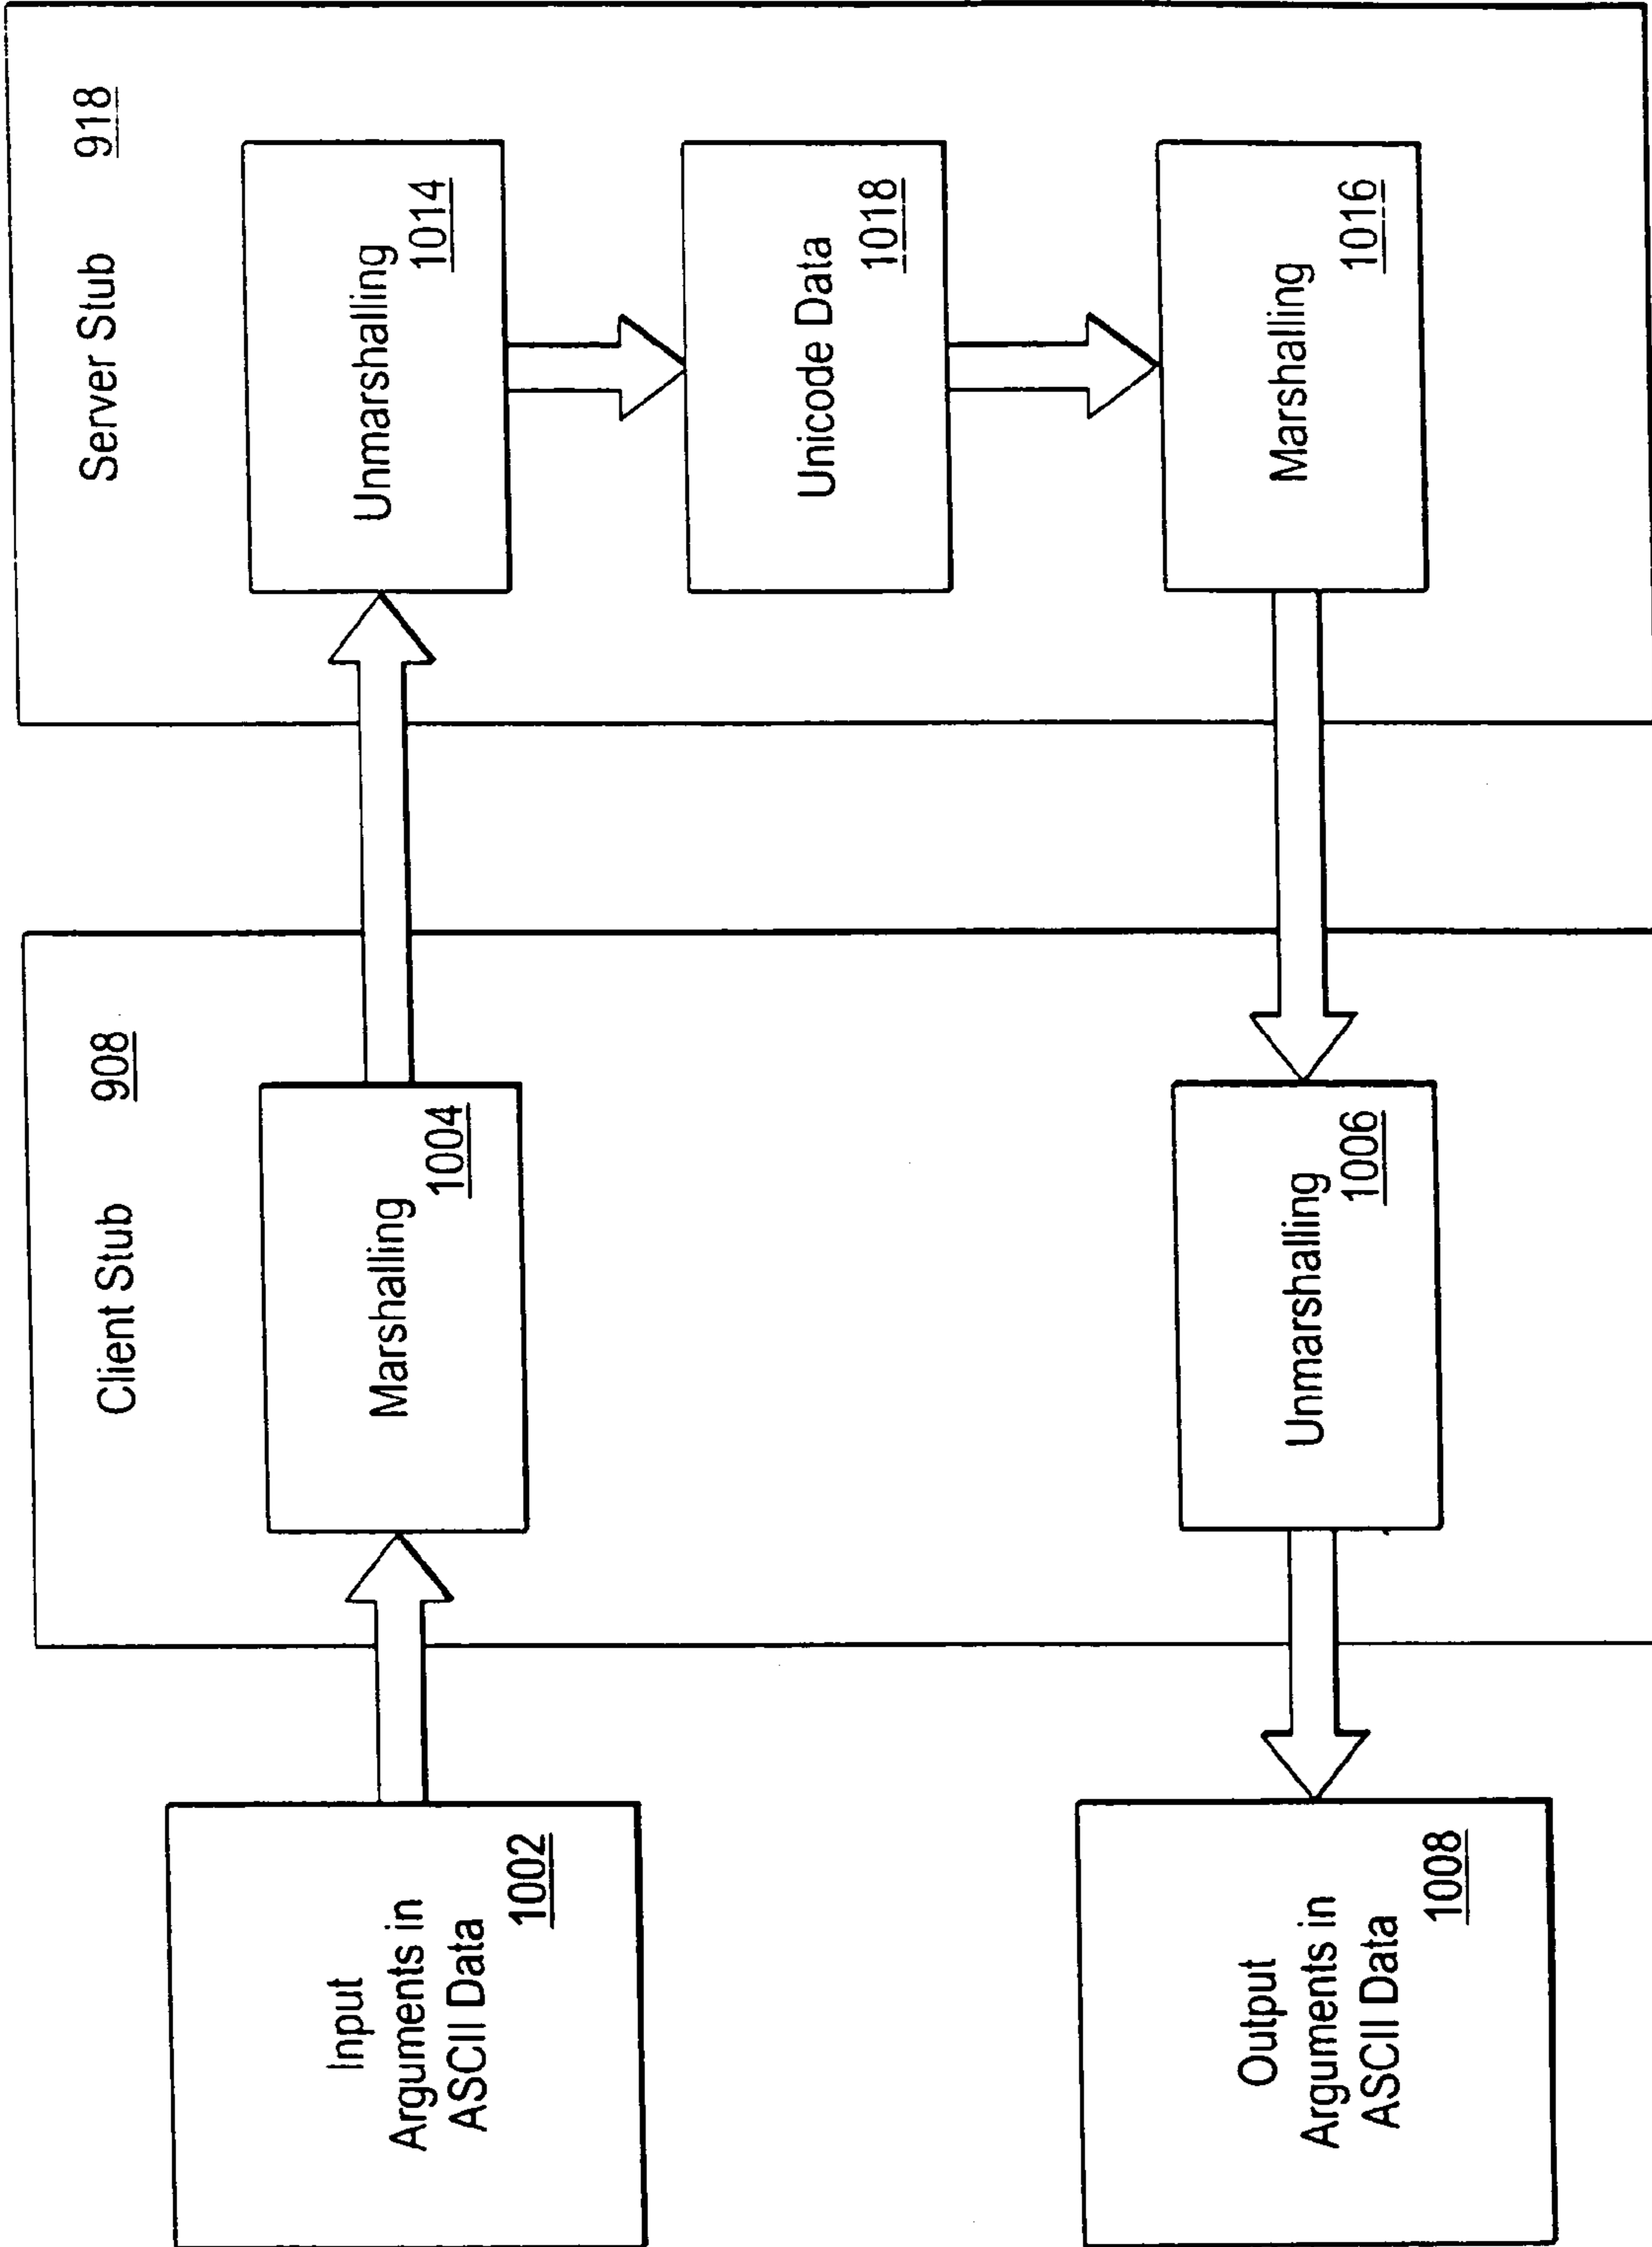 Client Stub 908
Server Stub 918
Input
Arguments in
ASCII Data
1002
Marshalling
1004
Unmarshalling
1014
Unicode Data
1018
Output
Arguments in
ASCII Data
1008
Unmarshalling
1006
Marshalling
1016